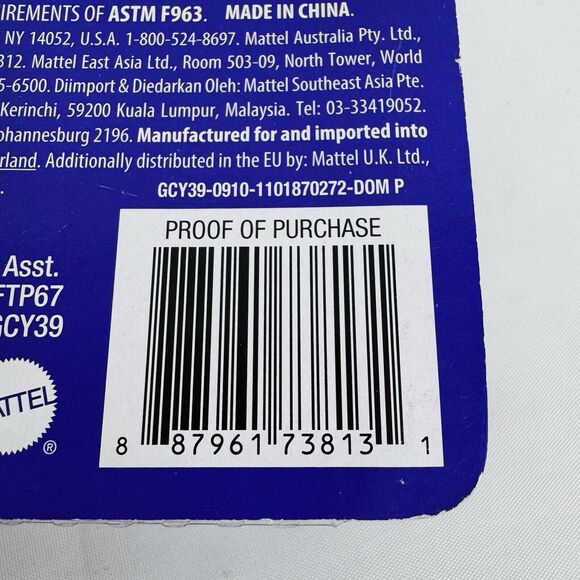 REQUIREMENTS OF ASTM F963. MADE IN CHINA.
NY 14052, U.S.A. 1-800-524-8697. Mattel Australia Pty. Ltd.,
312. Mattel East Asia Ltd., Room 503-09, North Tower, World
5-6500. Diimport & Diedarkan Oleh: Mattel Southeast Asia Pte.
Kerinchi, 59200 Kuala Lumpur, Malaysia. Tel: 03-33419052.
ohannesburg 2196. Manufactured for and imported into
erland. Additionally distributed in the EU by: Mattel U.K. Ltd.,
GCY39-0910-1101870272-DOM P
PROOF OF PURCHASE
Asst.
FTP67
GCY39
MATTEL
®
8 87961 73813 1